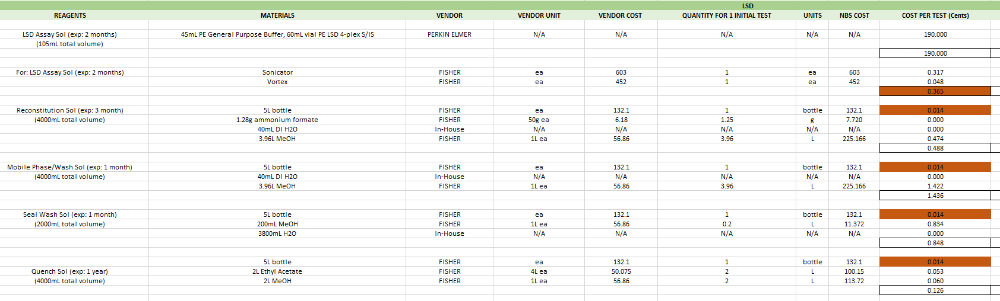 LSD
REAGENTS MATERIALS VENDOR VENDOR UNIT VENDOR COST QUANTITY FOR 1 INITIAL TEST UNITS NBS COST COST PER TEST (Cents)
LSD Assay Sol (exp: 2 months) 45mL PE General Purpose Buffer, 60mL vial PE LSD 4-plex S/IS PERKIN ELMER N/A N/A N/A N/A N/A 190.000
(105mL total volume)
190.000
For: LSD Assay Sol (exp: 2 months) Sonicator FISHER ea 603 1 ea 603 0.317
Vortex FISHER ea 452 1 ea 452 0.048
0.365
Reconstitution Sol (exp: 3 month) 5L bottle FISHER ea 132.1 1 bottle 132.1 0.014
(4000mL total volume) 1.28g ammonium formate FISHER 50g ea 6.18 1.25 g 7.720 0.000
40mL DI H2O In-House N/A N/A N/A N/A N/A 0.000
3.96L MeOH FISHER 1L ea 56.86 3.96 L 225.166 0.474
0.488
Mobile Phase/Wash Sol (exp: 1 month) 5L bottle FISHER ea 132.1 1 bottle 132.1 0.014
(4000mL total volume) 40mL DI H2O In-House N/A N/A N/A N/A N/A 0.000
3.96L MeOH FISHER 1L ea 56.86 3.96 L 225.166 1.422
1.436
Seal Wash Sol (exp: 1 month) 5L bottle FISHER ea 132.1 1 bottle 132.1 0.014
(2000mL total volume) 200mL MeOH FISHER 1L ea 56.86 0.2 L 11.372 0.834
3800mL H2O In-House N/A N/A N/A N/A N/A 0.000
0.848
5L bottle FISHER ea 132.1 1 bottle 132.1 0.014
Quench Sol (exp: 1 year) 2L Ethyl Acetate FISHER 4L ea 50.075 2 L 100.15 0.053
(4000mL total volume) 2L MeOH FISHER 1L ea 56.86 2 L 113.72 0.060
0.126